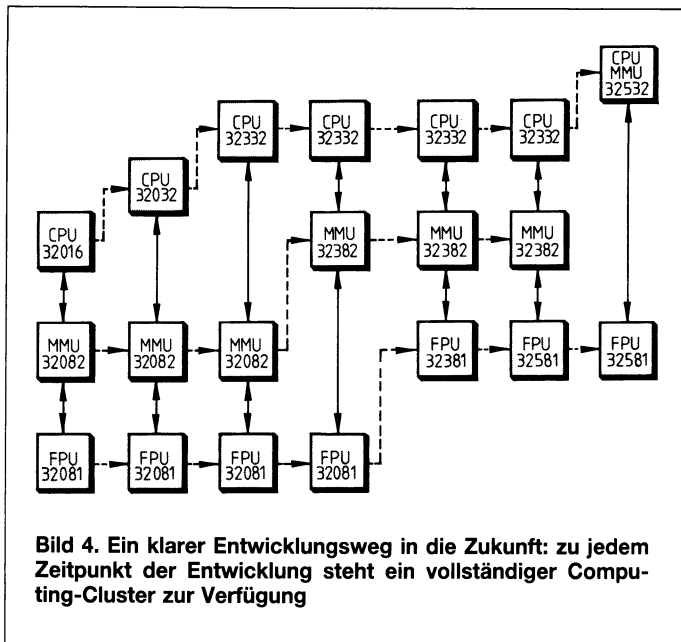 CPU
MMU
32532
CPU
32332
CPU
32332
CPU
32332
CPU
32332
CPU
32032
CPU
32016
MMU
32382
MMU
32382
MMU
32382
MMU
32082
MMU
32082
MMU
32082
FPU
32381
FPU
32581
FPU
32581
FPU
32081
FPU
32081
FPU
32081
FPU
32081
Bild 4. Ein klarer Entwicklungsweg in die Zukunft: zu jedem
Zeitpunkt der Entwicklung steht ein vollständiger Compu-
ting-Cluster zur Verfügung